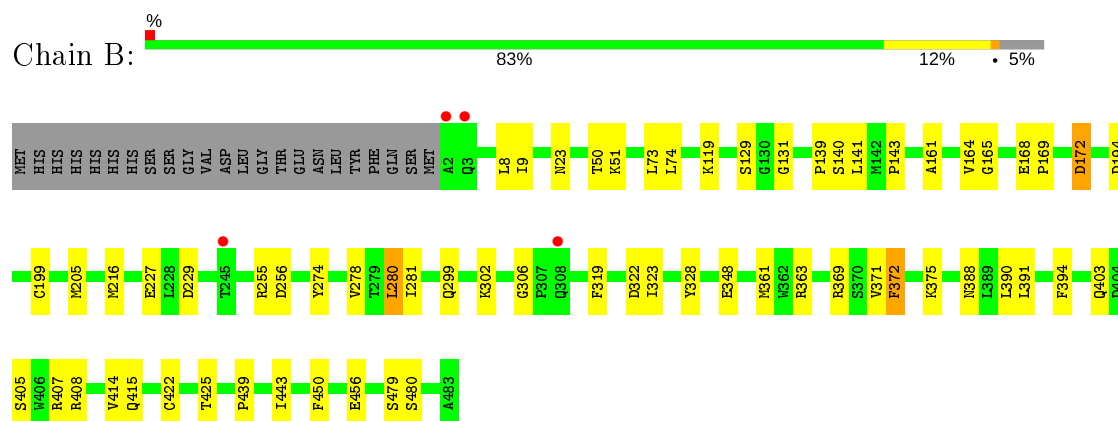 %
Chain B:
83% 12% • 5%
MET HIS HIS HIS HIS HIS HIS SER SER GLY VAL ASP LEU GLY THR GLU ASN LEU TYR PHE GLN SER MET A2 Q3 L8 I9 N23 T50 K51 L73 L74 K119 S129 G130 G131 P139 S140 L141 M142 P143 A161 V164 G165 E168 P169 D172 D194
C199 M205 M216 E227 L228 D229 T245 R255 D256 Y274 V278 T279 L280 I281 Q299 K302 G306 P307 Q308 F319 D322 I323 Y328 E348 M361 W362 R363 R369 S370 V371 F372 K375 N388 L389 L390 L391 F394 Q403 D404
S405 W406 R407 R408 V414 Q415 C422 T425 P439 I443 F450 E456 S479 S480 A483